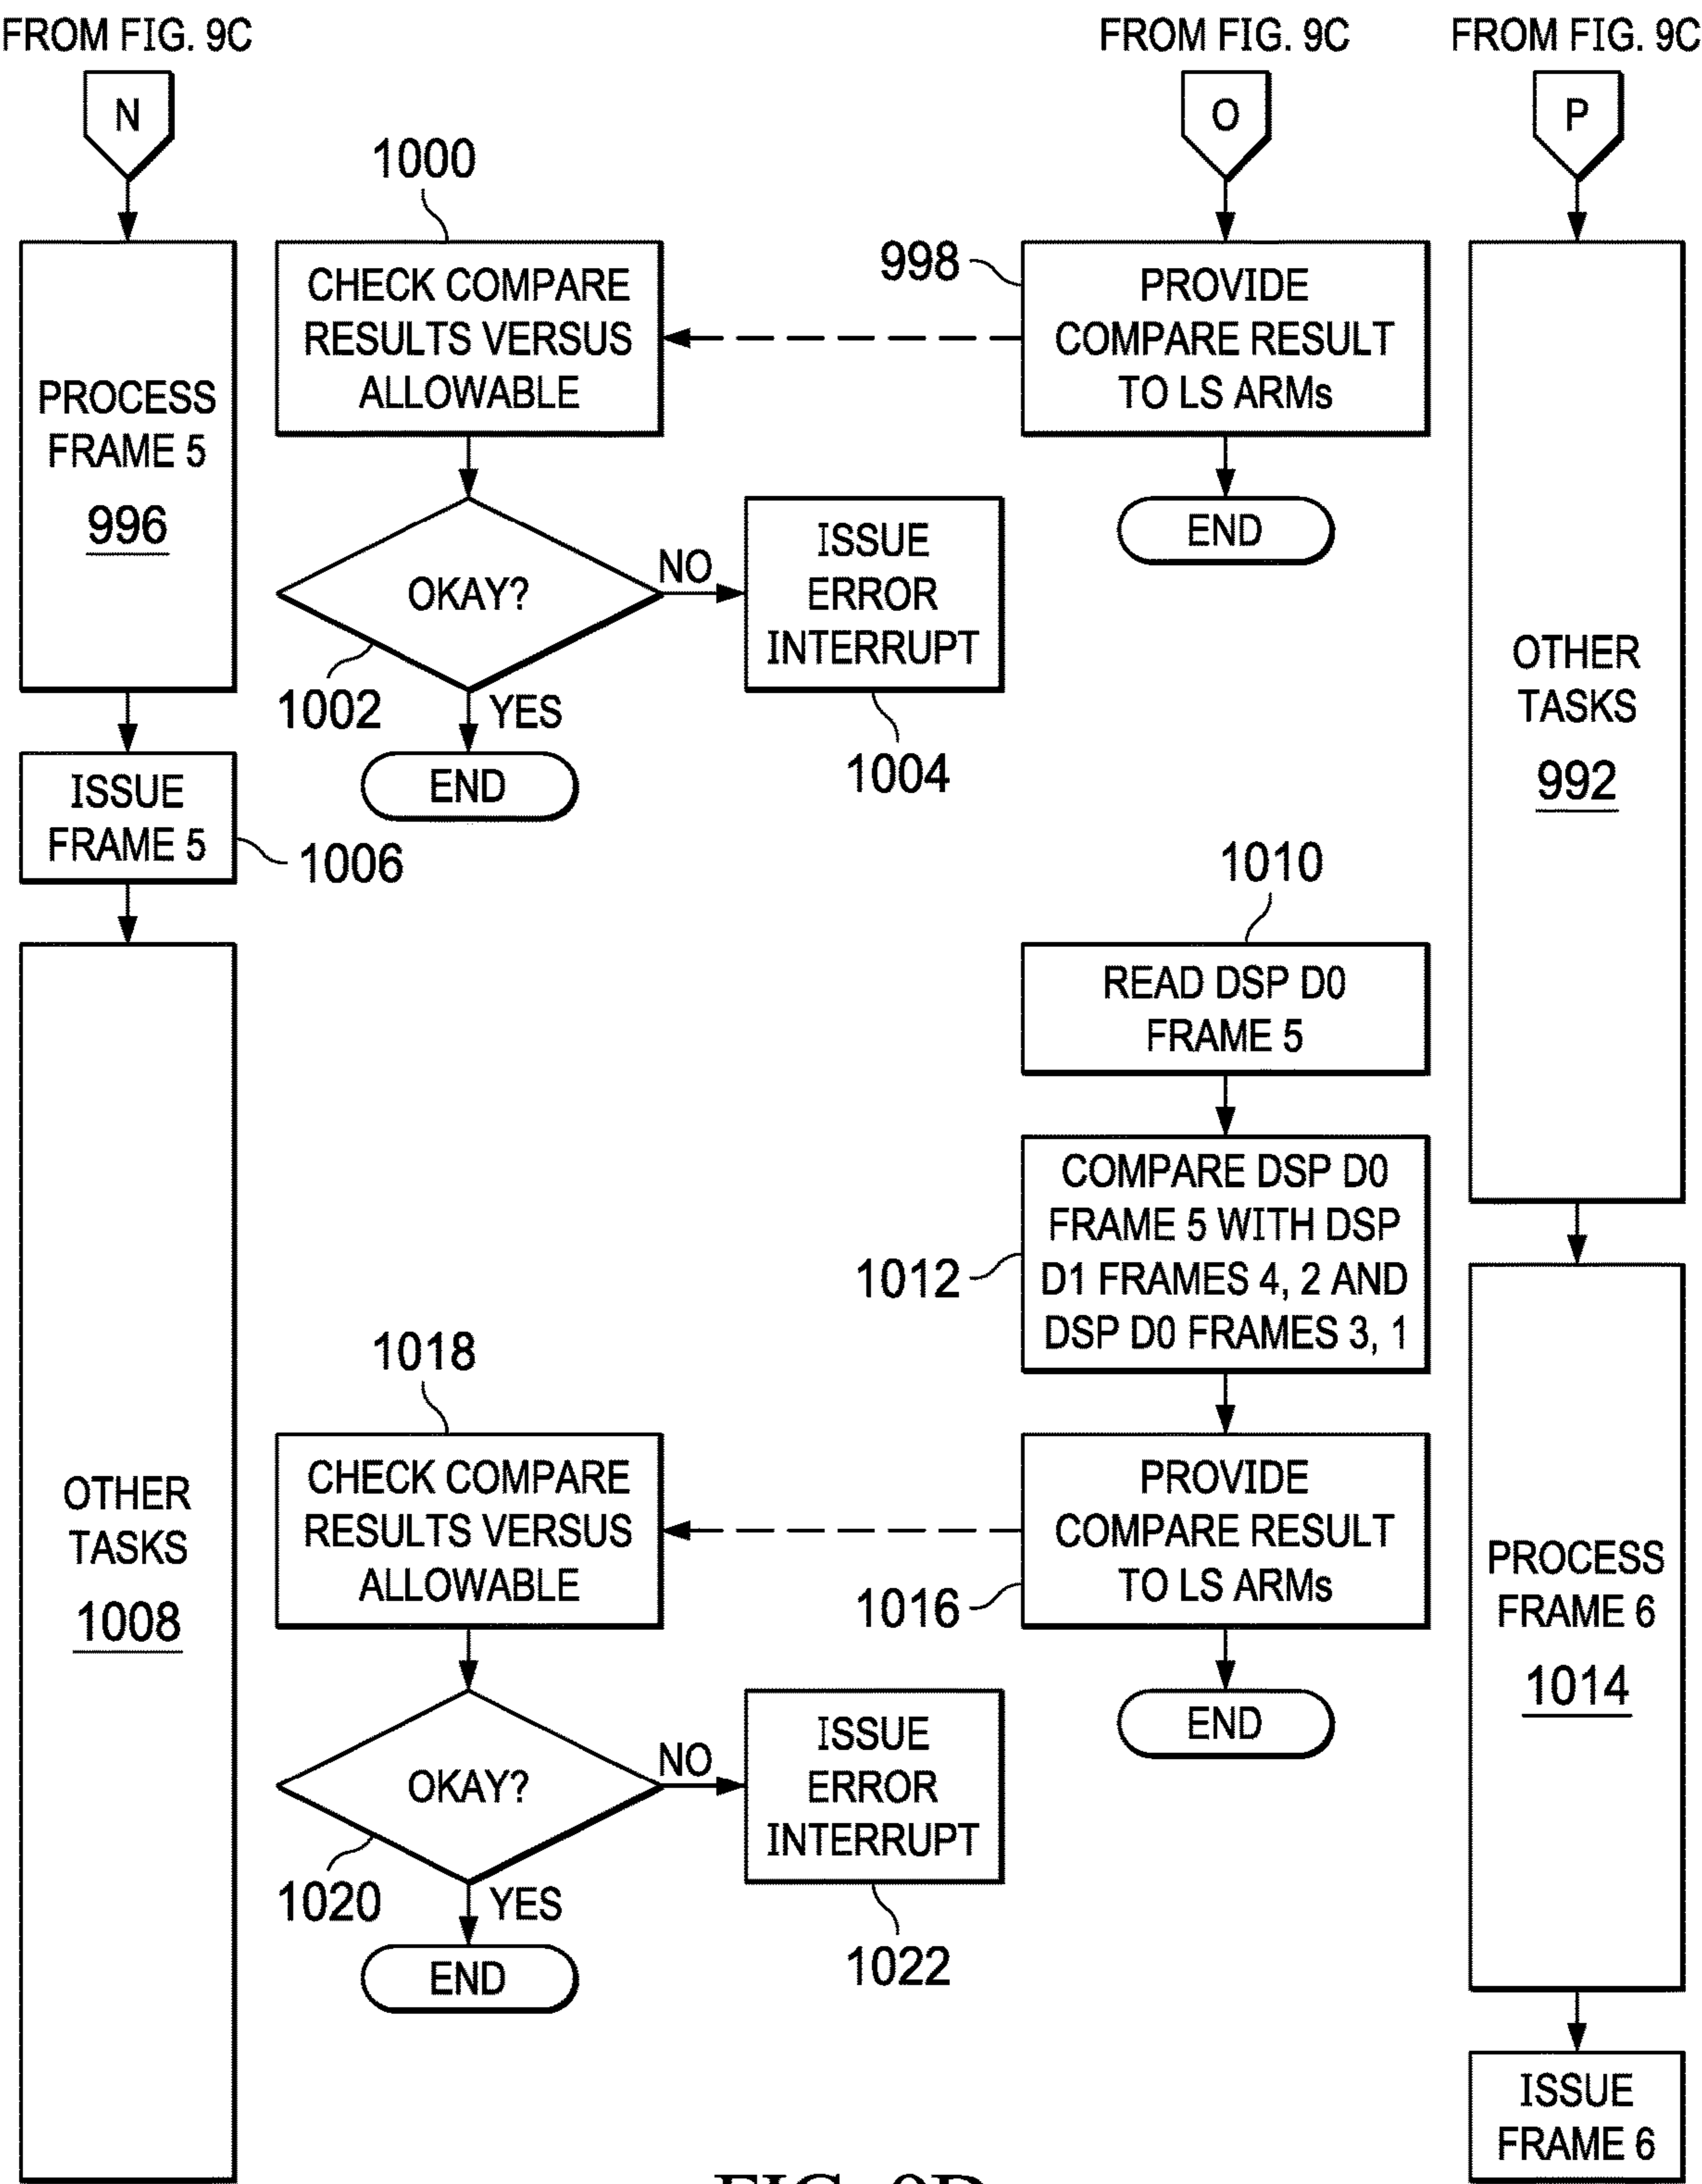 FROM FIG. 9C
N
PROCESS
FRAME 5
996
ISSUE
FRAME 5
1006
OTHER
TASKS
1008
1000
CHECK COMPARE
RESULTS VERSUS
ALLOWABLE
OKAY?
1002
NO
YES
ISSUE
ERROR
INTERRUPT
1004
END
FROM FIG. 9C
O
998
PROVIDE
COMPARE RESULT
TO LS ARMs
END
1010
READ DSP D0
FRAME 5
COMPARE DSP D0
FRAME 5 WITH DSP
D1 FRAMES 4, 2 AND
DSP D0 FRAMES 3, 1
1012
PROVIDE
COMPARE RESULT
TO LS ARMs
1016
END
1018
CHECK COMPARE
RESULTS VERSUS
ALLOWABLE
OKAY?
1020
NO
YES
ISSUE
ERROR
INTERRUPT
1022
END
FROM FIG. 9C
P
OTHER
TASKS
992
PROCESS
FRAME 6
1014
ISSUE
FRAME 6